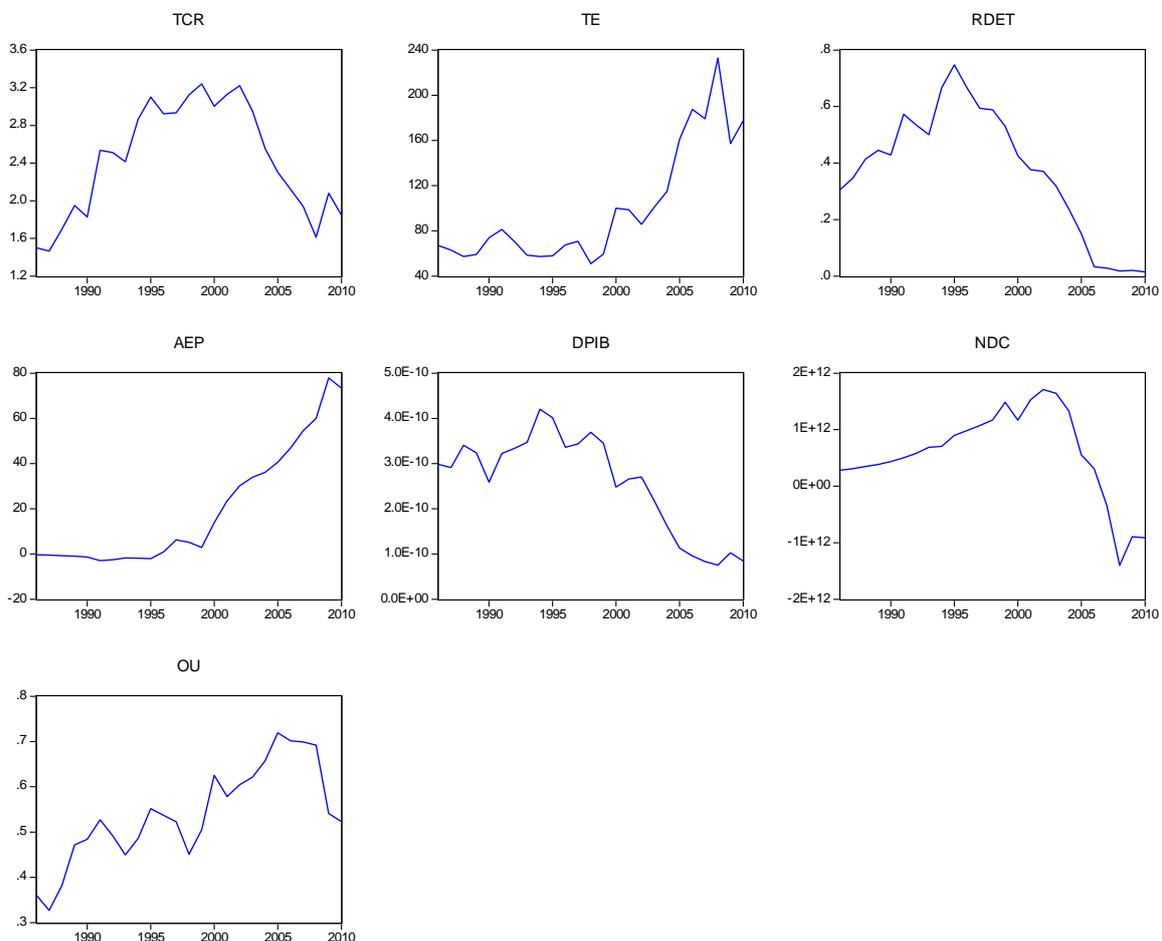 TCR
3.6
3.2
2.8
2.4
2.0
1.6
1.2
1990 1995 2000 2005 2010
TE
240
200
160
120
80
40
1990 1995 2000 2005 2010
RDET
.8
.6
.4
.2
.0
1990 1995 2000 2005 2010
AEP
80
60
40
20
0
-20
1990 1995 2000 2005 2010
DPIB
5.0E-10
4.0E-10
3.0E-10
2.0E-10
1.0E-10
0.0E+00
1990 1995 2000 2005 2010
NDC
2E+12
1E+12
0E+00
-1E+12
-2E+12
1990 1995 2000 2005 2010
OU
.8
.7
.6
.5
.4
.3
1990 1995 2000 2005 2010